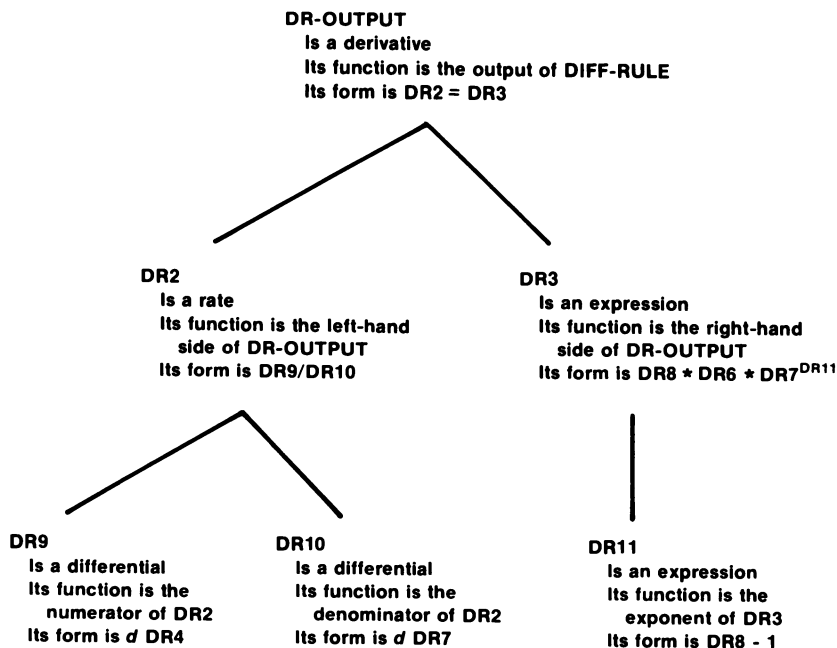 DR-OUTPUT
Is a derivative
Its function is the output of DIFF-RULE
Its form is DR2 = DR3
DR2
Is a rate
Its function is the left-hand
side of DR-OUTPUT
Its form is DR9/DR10
DR3
Is an expression
Its function is the right-hand
side of DR-OUTPUT
Its form is DR8 * DR6 * DR7^DR11
DR9
Is a differential
Its function is the
numerator of DR2
Its form is d DR4
DR10
Is a differential
Its function is the
denominator of DR2
Its form is d DR7
DR11
Is an expression
Its function is the
exponent of DR3
Its form is DR8 - 1